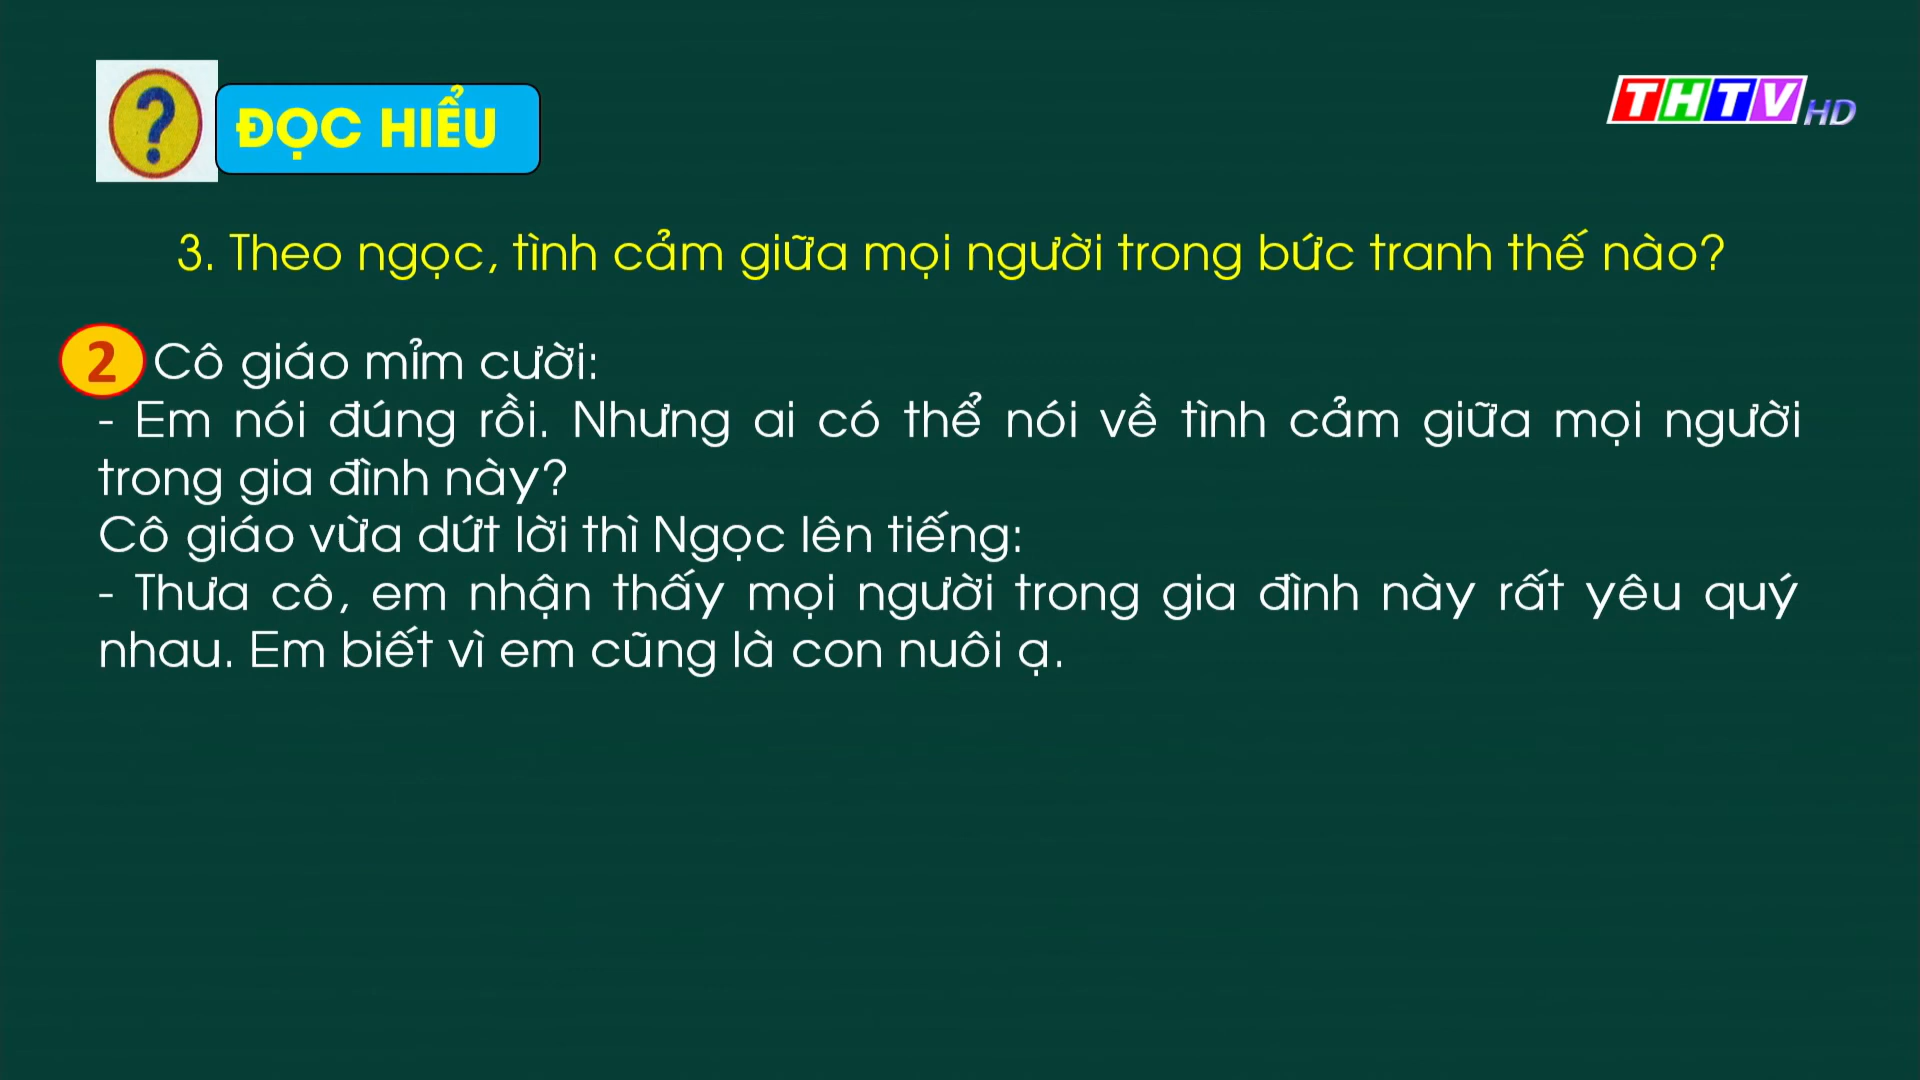 ?
ĐỌC HIỂU
THTV HD
3. Theo ngọc, tình cảm giữa mọi người trong bức tranh thế nào?
2 Cô giáo mỉm cười:
- Em nói đúng rồi. Nhưng ai có thể nói về tình cảm giữa mọi người
trong gia đình này?
Cô giáo vừa dứt lời thì Ngọc lên tiếng:
- Thưa cô, em nhận thấy mọi người trong gia đình này rất yêu quý
nhau. Em biết vì em cũng là con nuôi ạ.